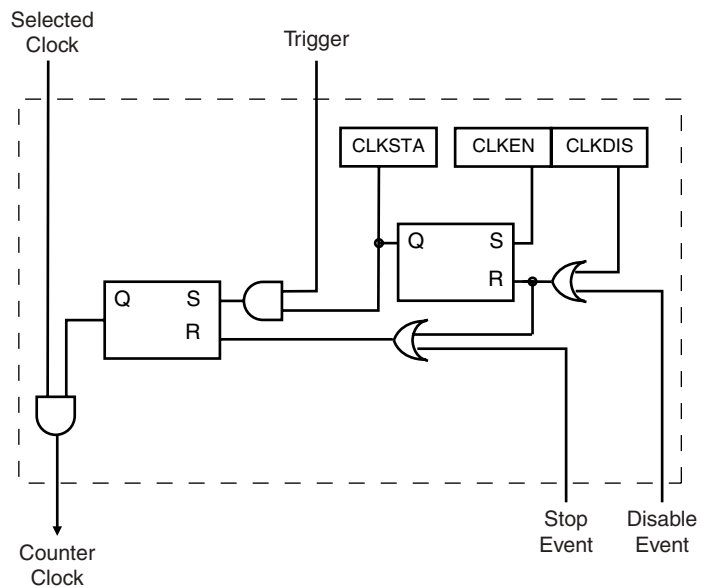 Selected
Clock
Trigger
CLKSTA
CLKEN
CLKDIS
Q
S
R
Q
S
R
Stop
Event
Disable
Event
Counter
Clock